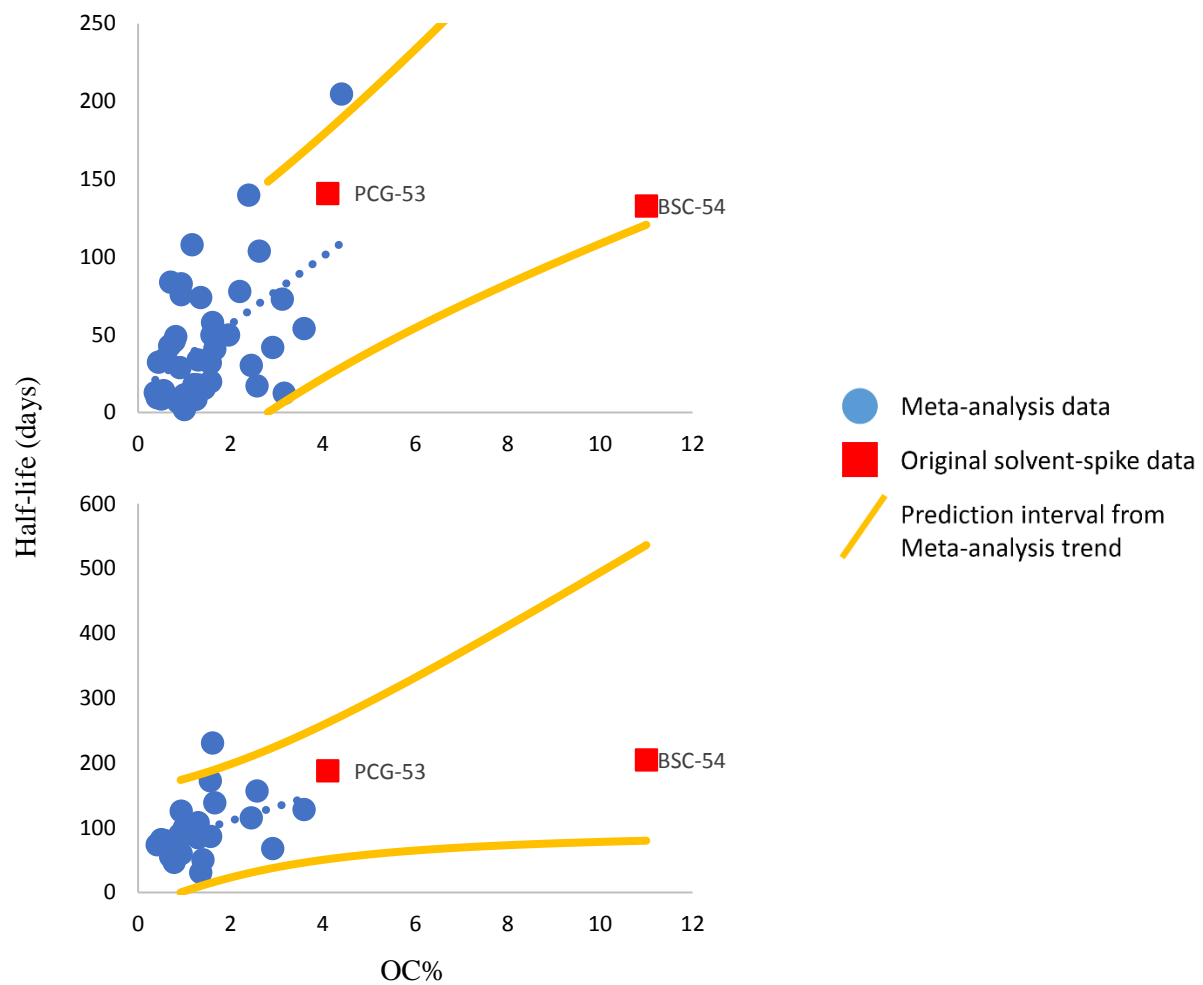 250
200
150
100
50
0
PCG-53
BSC-54
0 2 4 6 8 10 12
Half-life (days)
600
500
400
300
200
100
0
PCG-53
BSC-54
0 2 4 6 8 10 12
OC%
Meta-analysis data
Original solvent-spike data
Prediction interval from
Meta-analysis trend